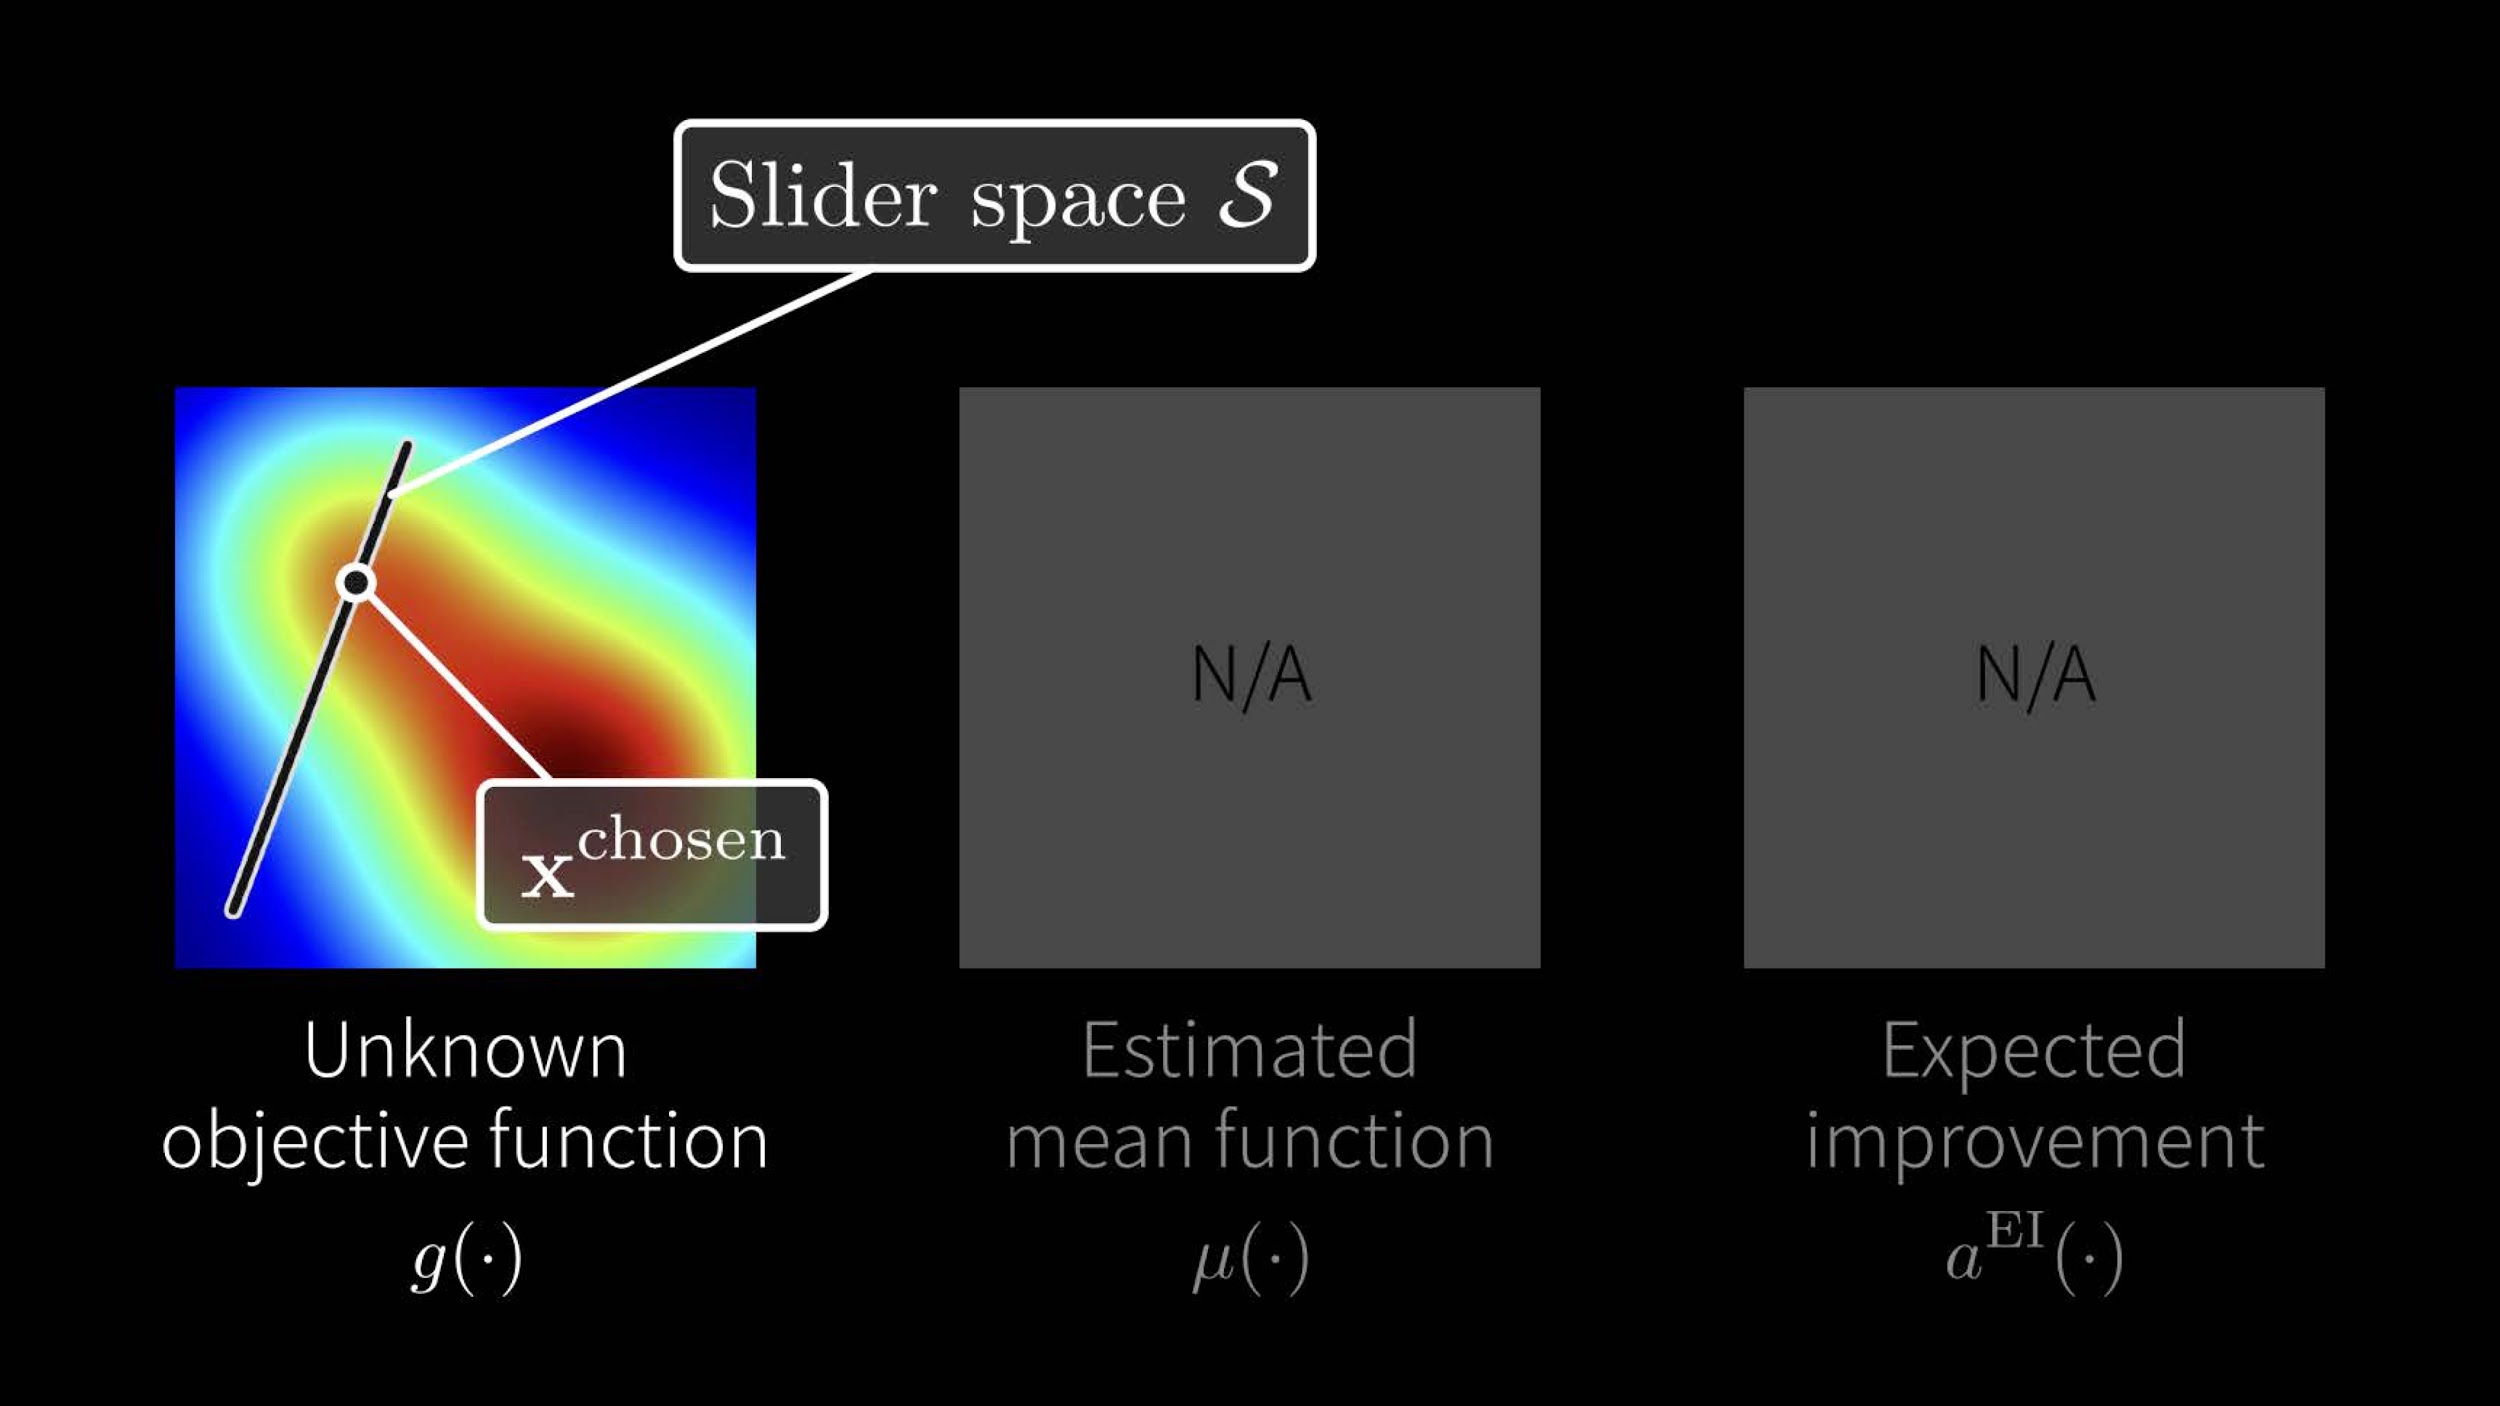 Slider space 𝒮
x^chosen
N/A
N/A
Unknown
objective function
g(·)
Estimated
mean function
μ(·)
Expected
improvement
a^EI(·)